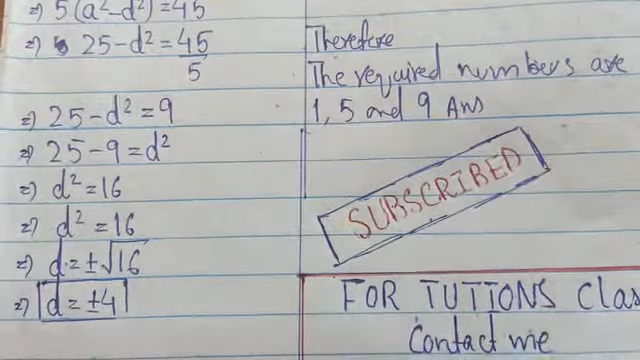 ⇒) 5(a²-d²)=45
⇒) 25-d²=45
5
⇒) 25-d²=9
⇒) 25-9=d²
⇒) d²=16
⇒) d²=16
⇒) d=±√16
⇒) d=±4
Therefore
The required numbers are
1, 5 and 9 Ans
SUBSCRIBED
FOR TUTTIONS Clas
Contact me